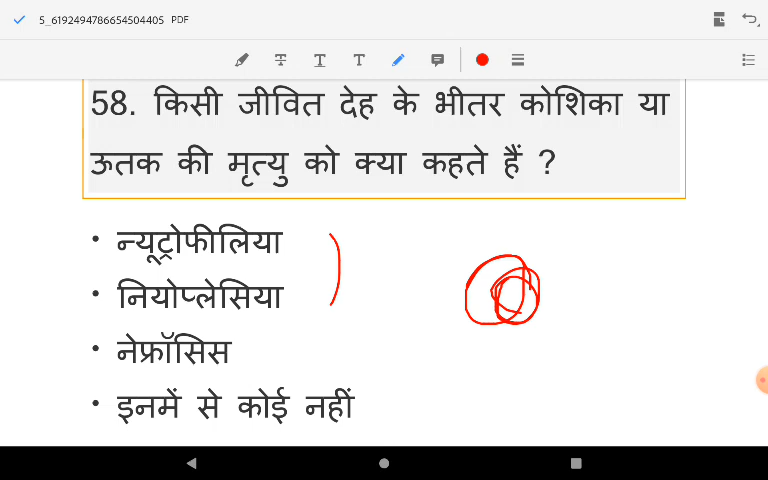 5_6192494786654504405 PDF
58. किसी जीवित देह के भीतर कोशिका या
ऊतक की मृत्यु को क्या कहते हैं ?
• न्यूट्रोफीलिया
• नियोप्लेसिया
• नेफ्रॉसिस
• इनमें से कोई नहीं